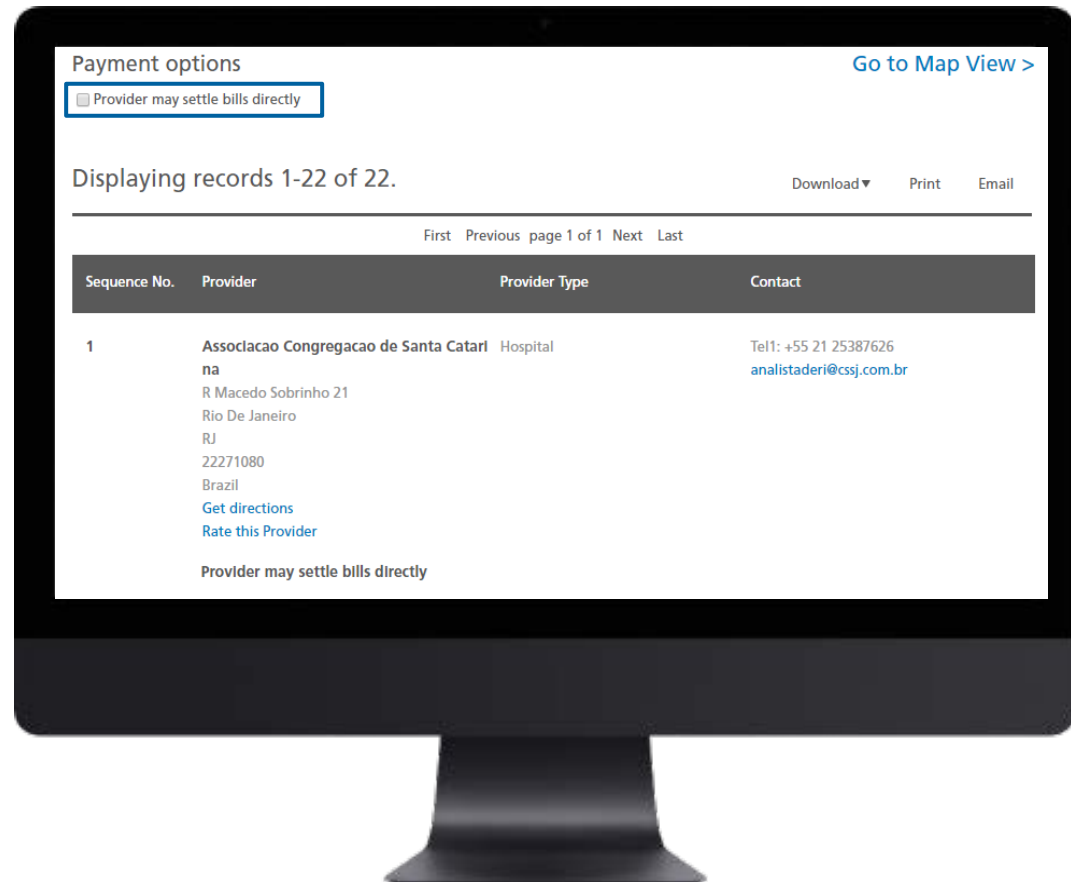 Payment options
Go to Map View >
Provider may settle bills directly
Displaying records 1-22 of 22.
Download▼ Print Email
First Previous page 1 of 1 Next Last
Sequence No. Provider Provider Type Contact
1 Associacao Congregacao de Santa Catari Hospital Tel1: +55 21 25387626
na analistaderi@cssj.com.br
R Macedo Sobrinho 21
Rio De Janeiro
RJ
22271080
Brazil
Get directions
Rate this Provider
Provider may settle bills directly